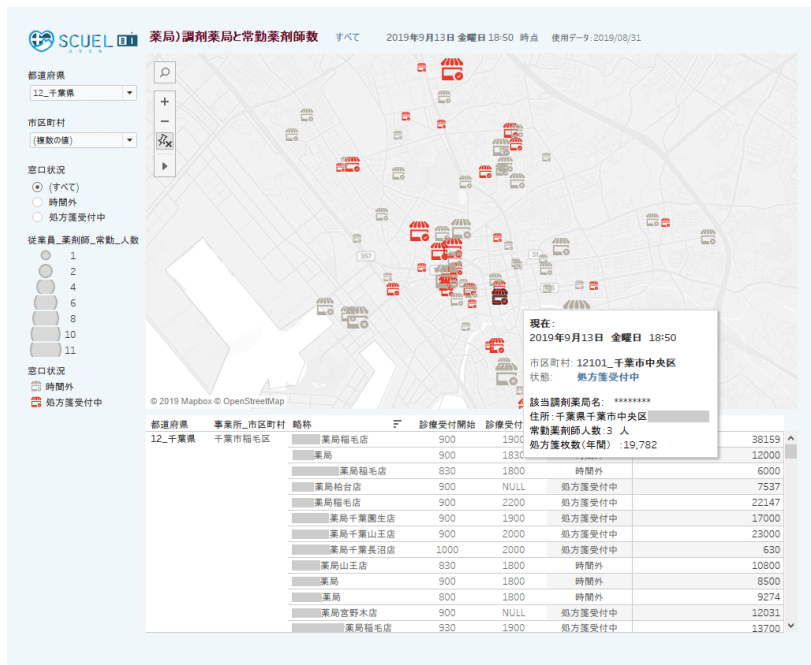 SCUEL BI
スクエル
薬局)調剤薬局と常勤薬剤師数 すべて 2019年9月13日 金曜日 18:50 時点 使用データ:2019/08/31
都道府県
12_千葉県
市区町村
(複数の値)
窓口状況
(すべて)
時間外
処方箋受付中
従業員_薬剤師_常勤_人数
1
2
4
6
8
10
11
窓口状況
時間外
処方箋受付中
357
51
© 2019 Mapbox © OpenStreetMap
現在:
2019年9月13日 金曜日 18:50
市区町村: 12101_千葉市中央区
状態: 処方箋受付中
該当調剤薬局名: ********
住所:千葉県千葉市中央区
常勤薬剤師人数:3 人
処方箋枚数(年間) :19,782
都道府県 事業所_市区町村 略称 診療受付開始 診療受付
12_千葉県 千葉市稲毛区 薬局稲毛店 900 1900 38159
薬局 900 1830 時間外 12000
薬局稲毛店 830 1800 時間外 6000
薬局柏台店 900 NULL 処方箋受付中 7537
薬局稲毛店 900 2200 処方箋受付中 22147
薬局千葉園生店 900 1900 処方箋受付中 17000
薬局千葉山王店 900 2000 処方箋受付中 23000
薬局千葉長沼店 1000 2000 処方箋受付中 630
薬局山王店 830 1800 時間外 10800
薬局 900 1800 時間外 8500
薬局 800 1800 時間外 9274
薬局宮野木店 900 NULL 処方箋受付中 12031
薬局稲毛店 930 1900 処方箋受付中 13700